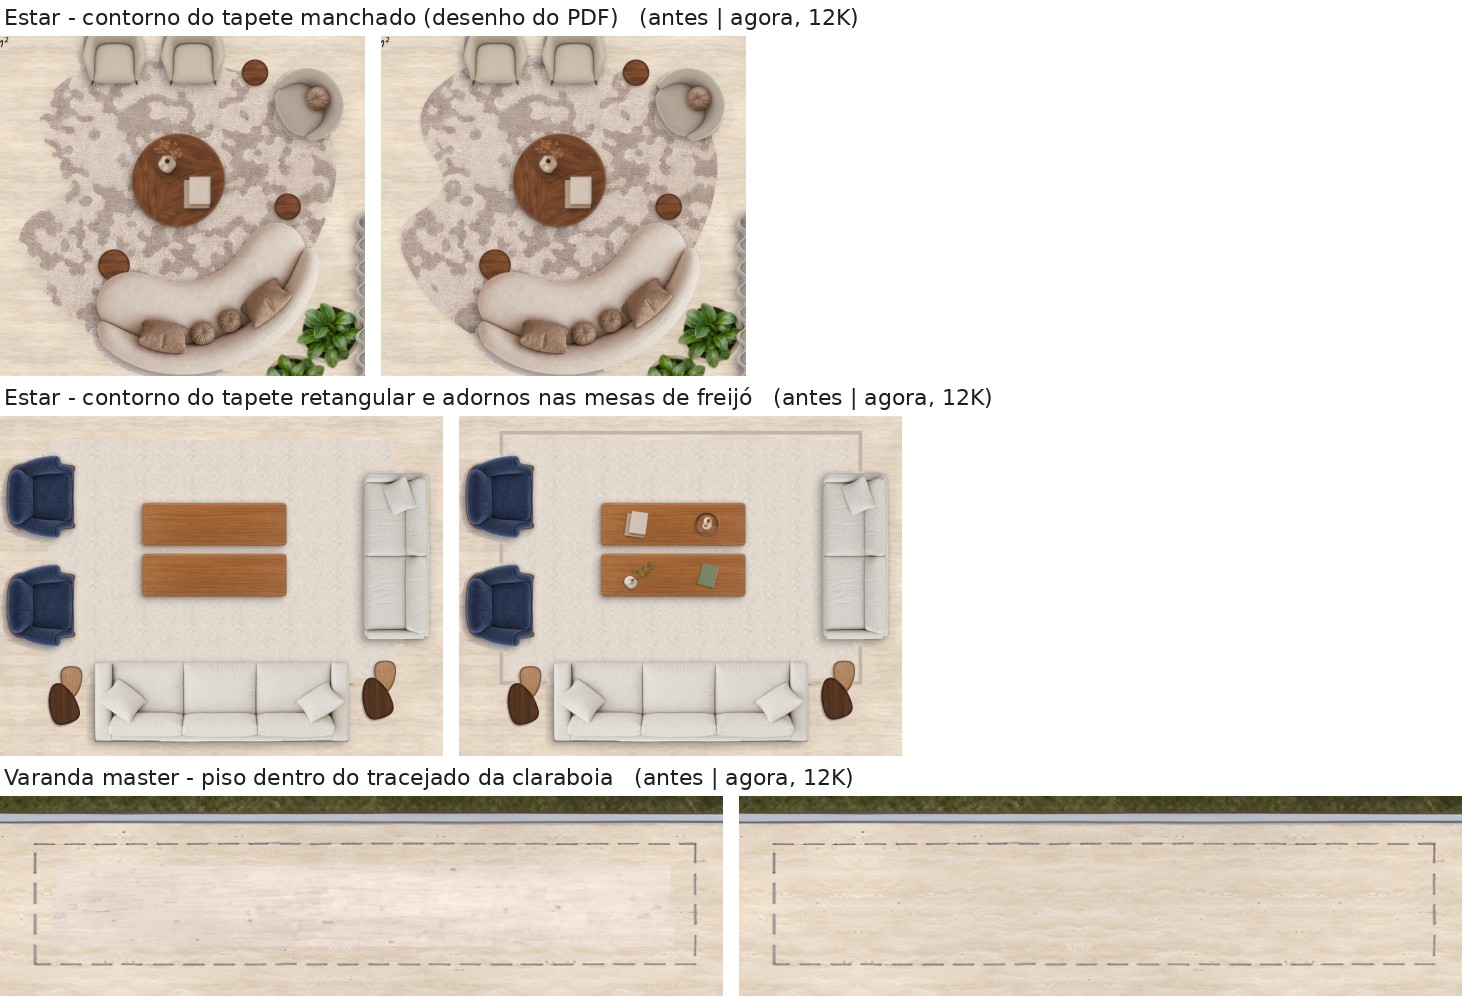 Estar - contorno do tapete manchado (desenho do PDF)   (antes | agora, 12K)
Estar - contorno do tapete retangular e adornos nas mesas de freijó   (antes | agora, 12K)
Varanda master - piso dentro do tracejado da claraboia   (antes | agora, 12K)